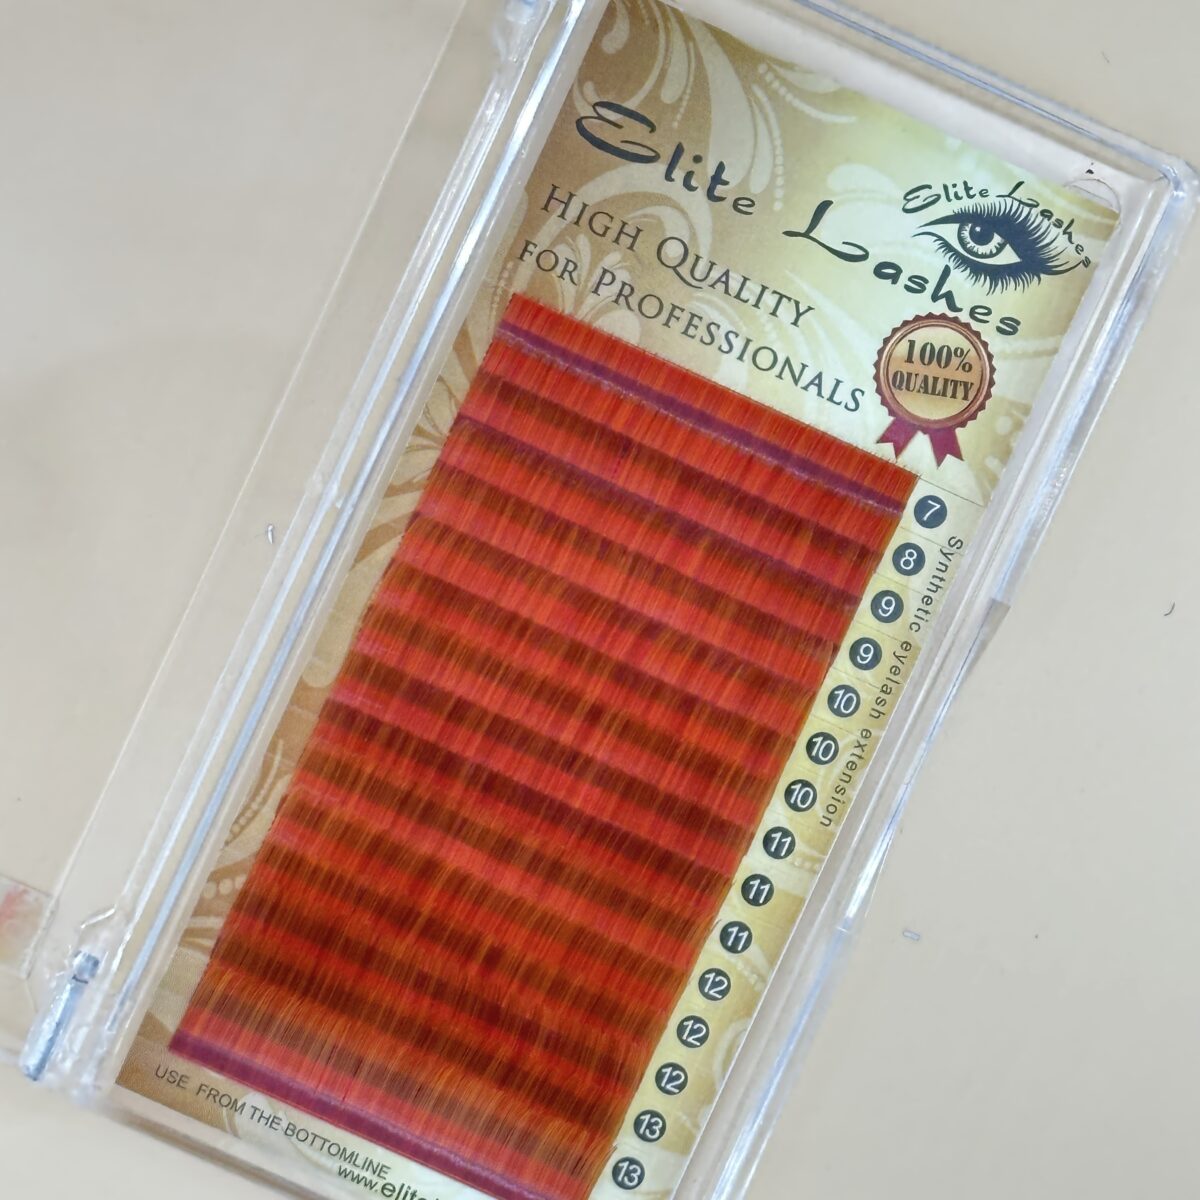 Elite Lashes
Elite Lashes
HIGH QUALITY
FOR PROFESSIONALS
100%
QUALITY
7
8
9
9
10
10
10
11
11
11
12
12
12
13
13
Synthetic eyelash extension
USE FROM THE BOTTOMLINE